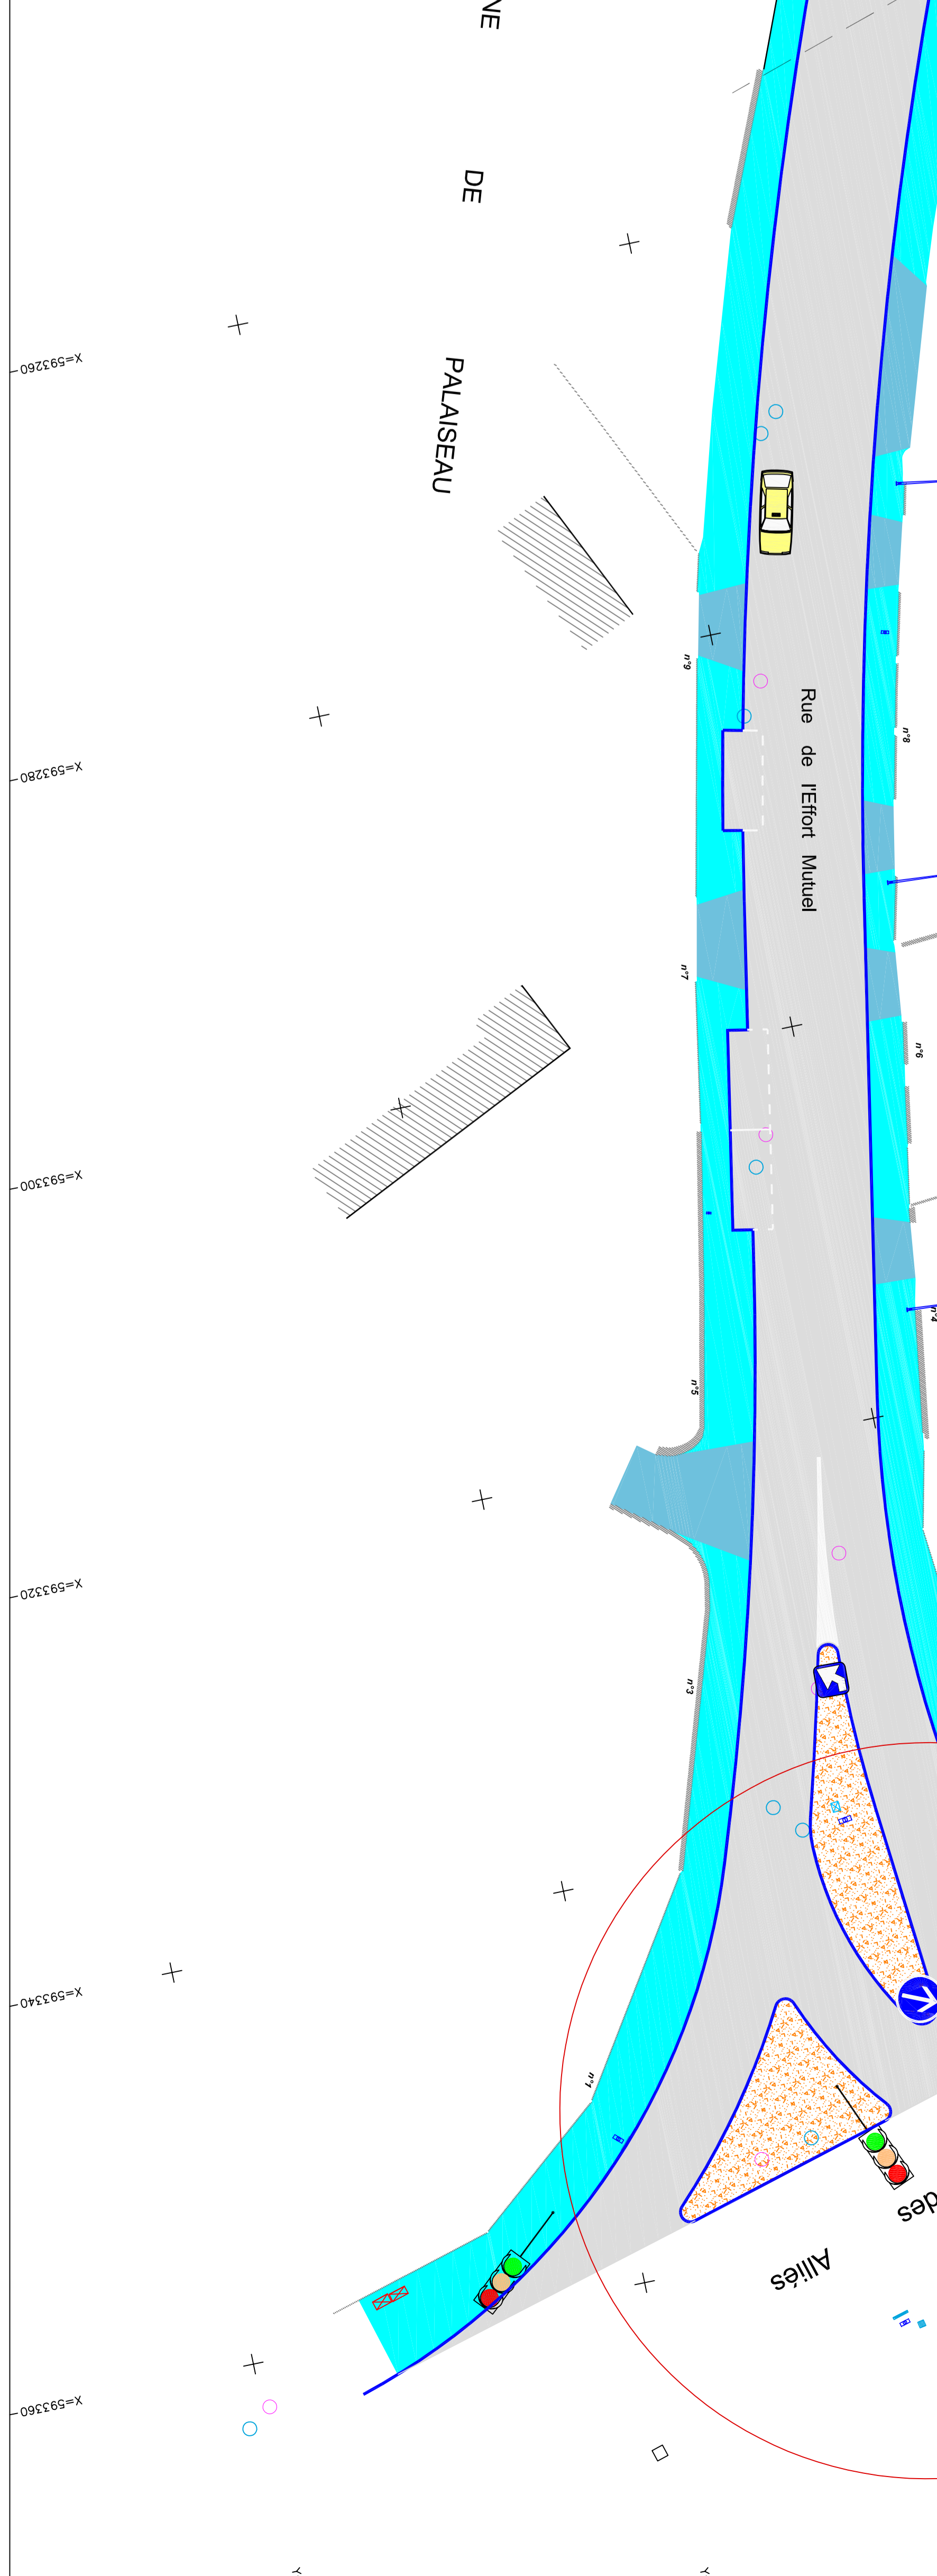 NE
DE
PALAISEAU
X=593260
X=593280
X=593300
X=593320
X=593340
X=593360
Rue de l'Effort Mutuel
n°9
n°8
n°7
n°6
n°5
n°4
n°3
n°1
des
Alliés
Y
Y